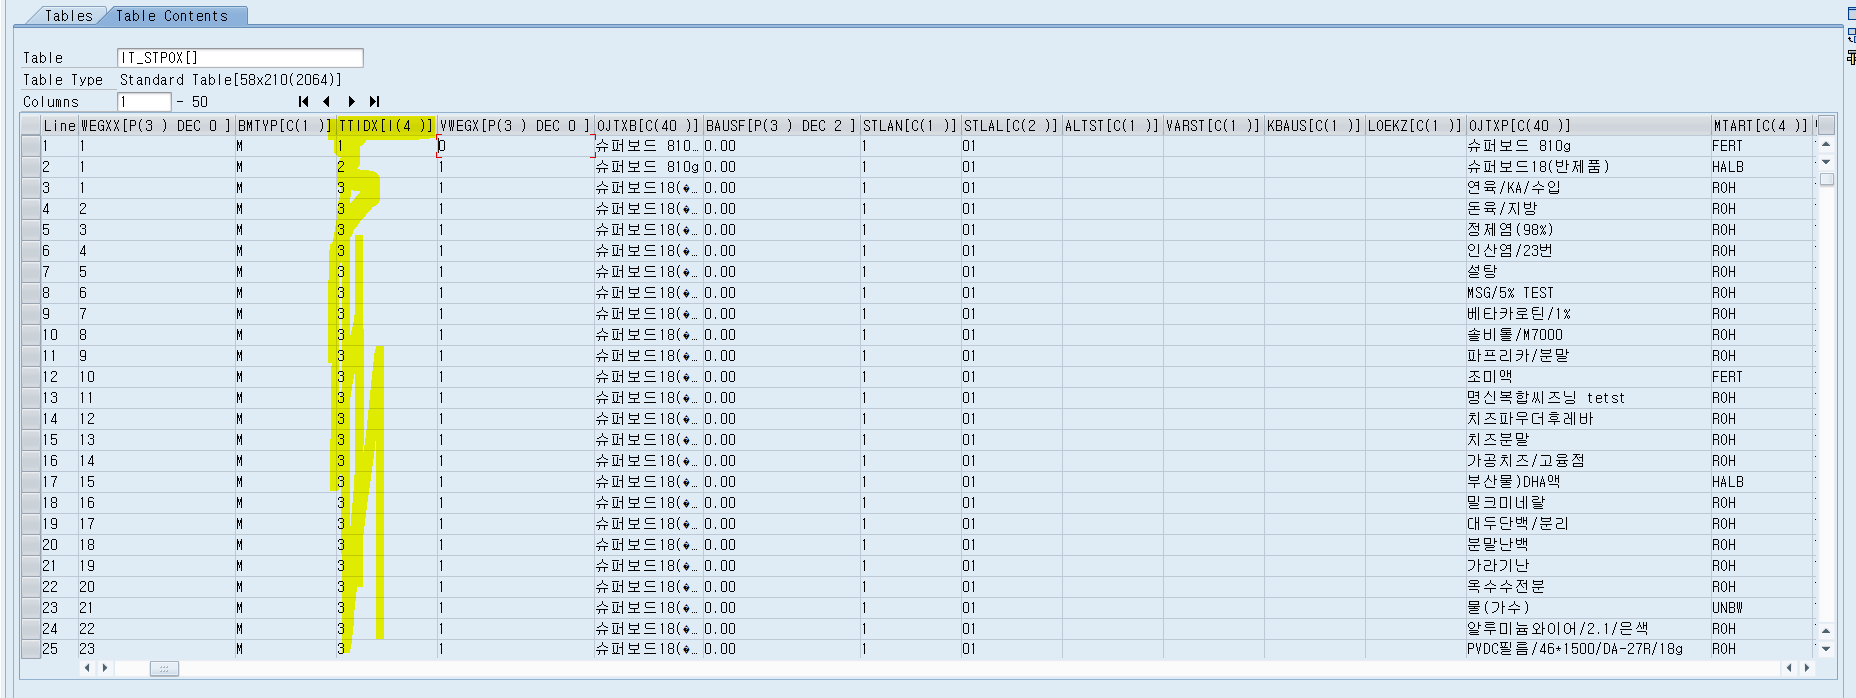 Tables Table Contents
Table IT_STPOX[]
Table Type Standard Table[58x210(2064)]
Columns 1 - 50
Line WEGXX[P(3 ) DEC 0 ] BMTYP[C(1 )] TTIDX[I(4 )] VWEGX[P(3 ) DEC 0 ] OJTXB[C(40 )] BAUSF[P(3 ) DEC 2 ] STLAN[C(1 )] STLAL[C(2 )] ALTST[C(1 )] VARST[C(1 )] KBAUS[C(1 )] LOEKZ[C(1 )] OJTXP[C(40 )] MTART[C(4 )]
1 1 M 1 0 슈퍼보드 810… 0.00 1 01 슈퍼보드 810g FERT
2 1 M 2 1 슈퍼보드 810g 0.00 1 01 슈퍼보드18(반제품) HALB
3 1 M 3 1 슈퍼보드18(�… 0.00 1 01 연육/KA/수입 ROH
4 2 M 3 1 슈퍼보드18(�… 0.00 1 01 돈육/지방 ROH
5 3 M 3 1 슈퍼보드18(�… 0.00 1 01 정제염(98%) ROH
6 4 M 3 1 슈퍼보드18(�… 0.00 1 01 인산염/23번 ROH
7 5 M 3 1 슈퍼보드18(�… 0.00 1 01 설탕 ROH
8 6 M 3 1 슈퍼보드18(�… 0.00 1 01 MSG/5% TEST ROH
9 7 M 3 1 슈퍼보드18(�… 0.00 1 01 베타카로틴/1% ROH
10 8 M 3 1 슈퍼보드18(�… 0.00 1 01 솔비톨/M7000 ROH
11 9 M 3 1 슈퍼보드18(�… 0.00 1 01 파프리카/분말 ROH
12 10 M 3 1 슈퍼보드18(�… 0.00 1 01 조미액 FERT
13 11 M 3 1 슈퍼보드18(�… 0.00 1 01 명신복합씨즈닝 tetst ROH
14 12 M 3 1 슈퍼보드18(�… 0.00 1 01 치즈파우더후레바 ROH
15 13 M 3 1 슈퍼보드18(�… 0.00 1 01 치즈분말 ROH
16 14 M 3 1 슈퍼보드18(�… 0.00 1 01 가공치즈/고융점 ROH
17 15 M 3 1 슈퍼보드18(�… 0.00 1 01 부산물)DHA액 HALB
18 16 M 3 1 슈퍼보드18(�… 0.00 1 01 밀크미네랄 ROH
19 17 M 3 1 슈퍼보드18(�… 0.00 1 01 대두단백/분리 ROH
20 18 M 3 1 슈퍼보드18(�… 0.00 1 01 분말난백 ROH
21 19 M 3 1 슈퍼보드18(�… 0.00 1 01 가라기난 ROH
22 20 M 3 1 슈퍼보드18(�… 0.00 1 01 옥수수전분 ROH
23 21 M 3 1 슈퍼보드18(�… 0.00 1 01 물(가수) UNBW
24 22 M 3 1 슈퍼보드18(�… 0.00 1 01 알루미늄와이어/2.1/은색 ROH
25 23 M 3 1 슈퍼보드18(�… 0.00 1 01 PVDC필름/46*1500/DA-27R/18g ROH